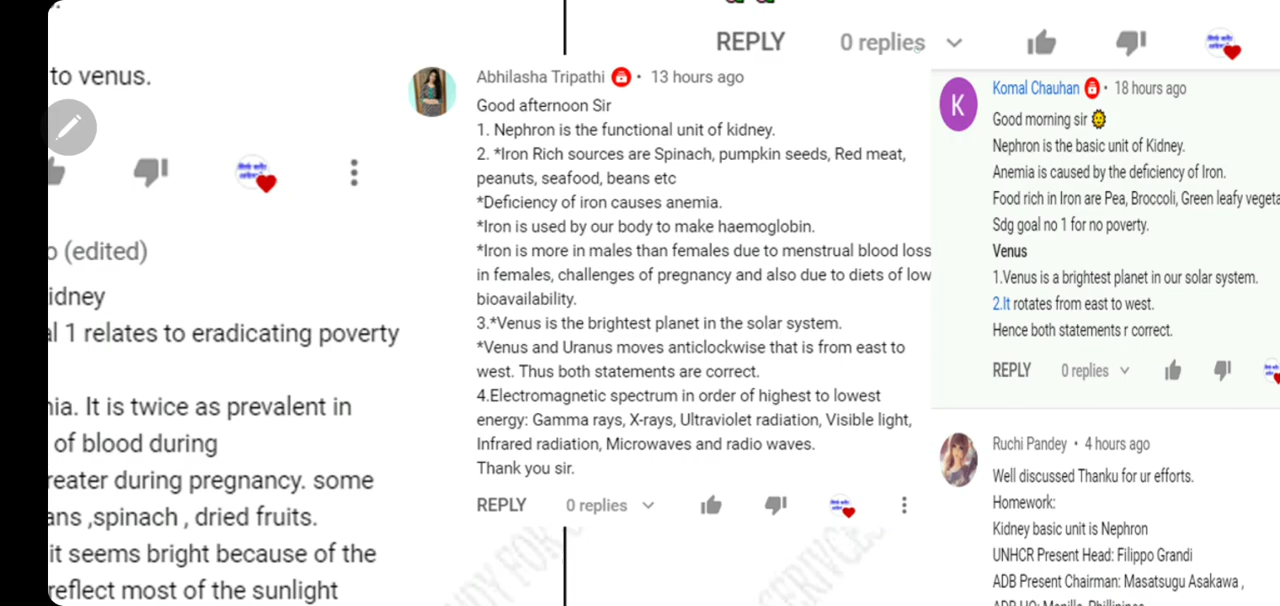 to venus.
(edited)
idney
1 relates to eradicating poverty
It is twice as prevalent in
of blood during
reater during pregnancy. some
,spinach , dried fruits.
it seems bright because of the
reflect most of the sunlight
REPLY 0 replies
Abhilasha Tripathi • 13 hours ago
Good afternoon Sir
1. Nephron is the functional unit of kidney.
2. *Iron Rich sources are Spinach, pumpkin seeds, Red meat,
peanuts, seafood, beans etc
*Deficiency of iron causes anemia.
*Iron is used by our body to make haemoglobin.
*Iron is more in males than females due to menstrual blood loss
in females, challenges of pregnancy and also due to diets of low
bioavailability.
3.*Venus is the brightest planet in the solar system.
*Venus and Uranus moves anticlockwise that is from east to
west. Thus both statements are correct.
4.Electromagnetic spectrum in order of highest to lowest
energy: Gamma rays, X-rays, Ultraviolet radiation, Visible light,
Infrared radiation, Microwaves and radio waves.
Thank you sir.
REPLY 0 replies
K
Komal Chauhan • 18 hours ago
Good morning sir 🌞
Nephron is the basic unit of Kidney.
Anemia is caused by the deficiency of Iron.
Food rich in Iron are Pea, Broccoli, Green leafy vegeta
Sdg goal no 1 for no poverty.
Venus
1.Venus is a brightest planet in our solar system.
2.It rotates from east to west.
Hence both statements r correct.
REPLY 0 replies
Ruchi Pandey • 4 hours ago
Well discussed Thanku for ur efforts.
Homework:
Kidney basic unit is Nephron
UNHCR Present Head: Filippo Grandi
ADB Present Chairman: Masatsugu Asakawa ,
ADB HQ: Manilla, Phillipines